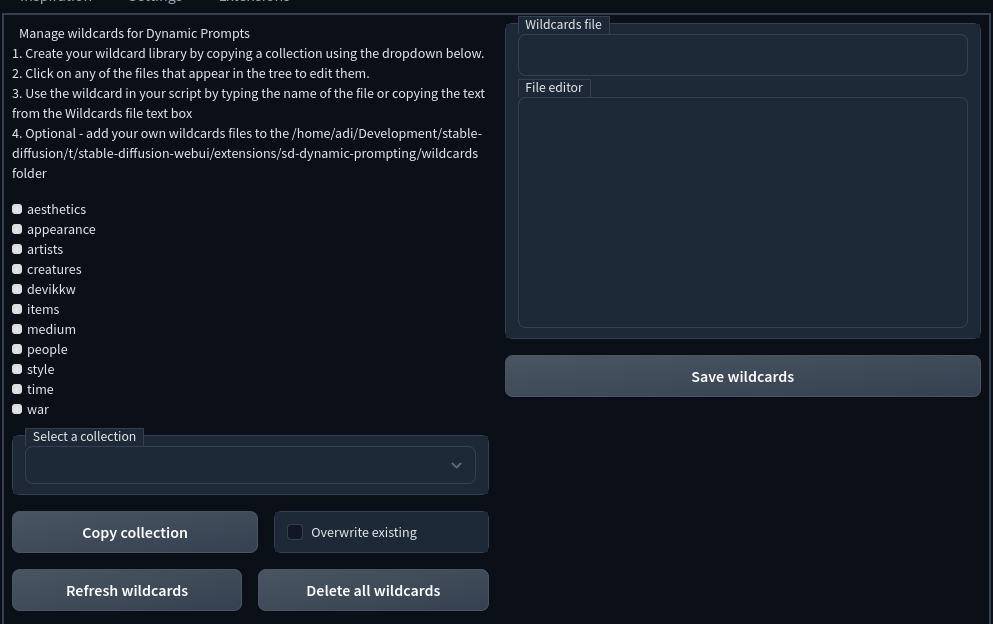 Inspiration Settings Extensions
Manage wildcards for Dynamic Prompts
1. Create your wildcard library by copying a collection using the dropdown below.
2. Click on any of the files that appear in the tree to edit them.
3. Use the wildcard in your script by typing the name of the file or copying the text
from the Wildcards file text box
4. Optional - add your own wildcards files to the /home/adi/Development/stable-
diffusion/t/stable-diffusion-webui/extensions/sd-dynamic-prompting/wildcards
folder
aesthetics
appearance
artists
creatures
devikkw
items
medium
people
style
time
war
Select a collection
Copy collection
Overwrite existing
Refresh wildcards
Delete all wildcards
Wildcards file
File editor
Save wildcards